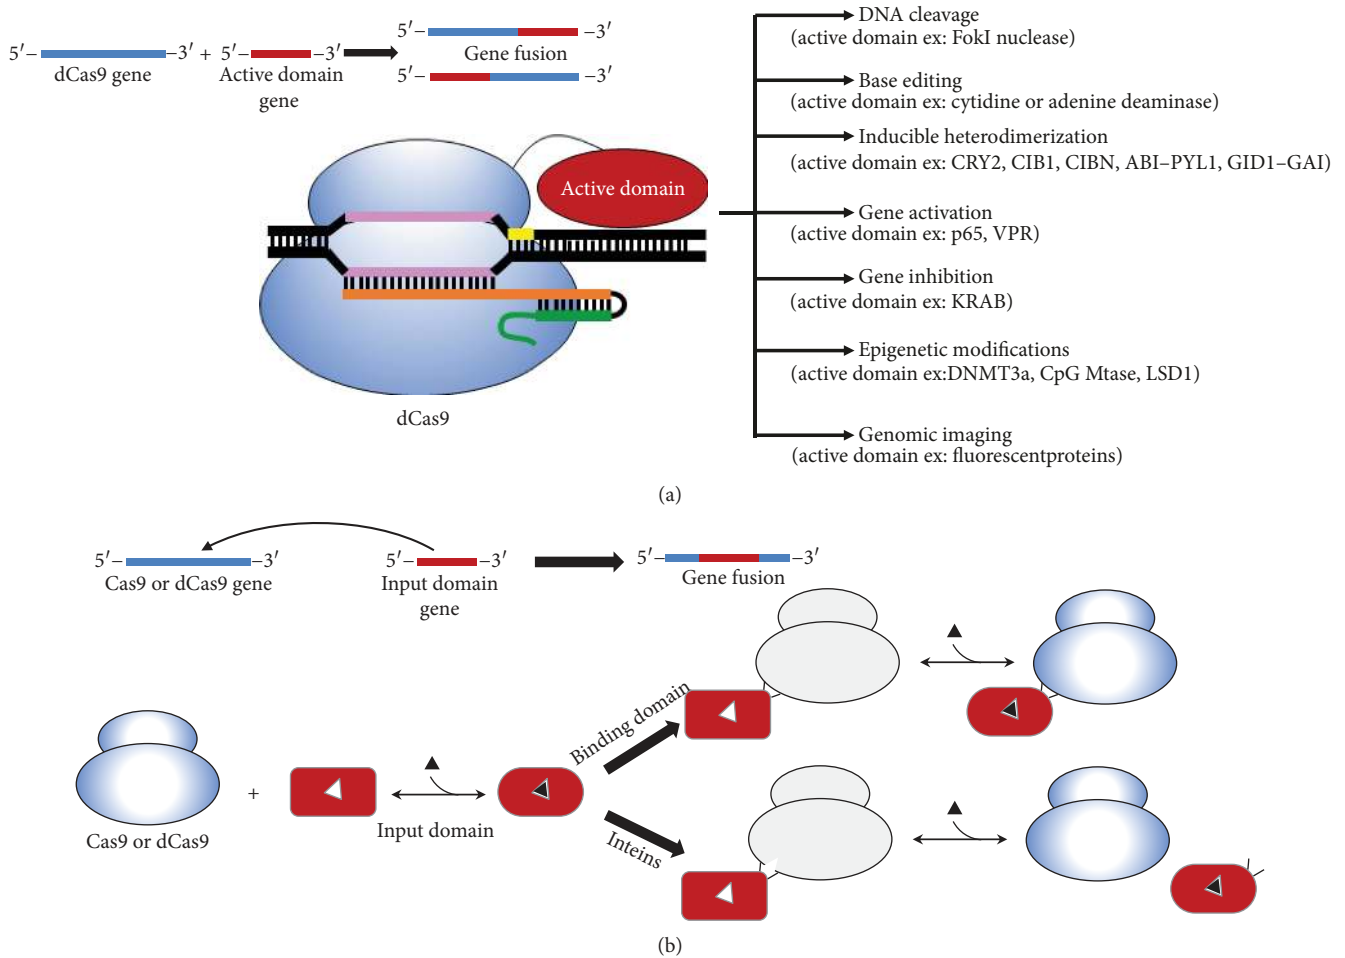 5′– –3′ + 5′– –3′
dCas9 gene
Active domain
gene
5′– –3′
Gene fusion
5′– –3′
Active domain
dCas9
DNA cleavage
(active domain ex: FokI nuclease)
Base editing
(active domain ex: cytidine or adenine deaminase)
Inducible heterodimerization
(active domain ex: CRY2, CIB1, CIBN, ABI–PYL1, GID1–GAI)
Gene activation
(active domain ex: p65, VPR)
Gene inhibition
(active domain ex: KRAB)
Epigenetic modifications
(active domain ex:DNMT3a, CpG Mtase, LSD1)
Genomic imaging
(active domain ex: fluorescentproteins)
(a)
5′– –3′
Cas9 or dCas9 gene
5′– –3′
Input domain
gene
5′– –3′
Gene fusion
Cas9 or dCas9
+
Input domain
Binding domain
Inteins
(b)